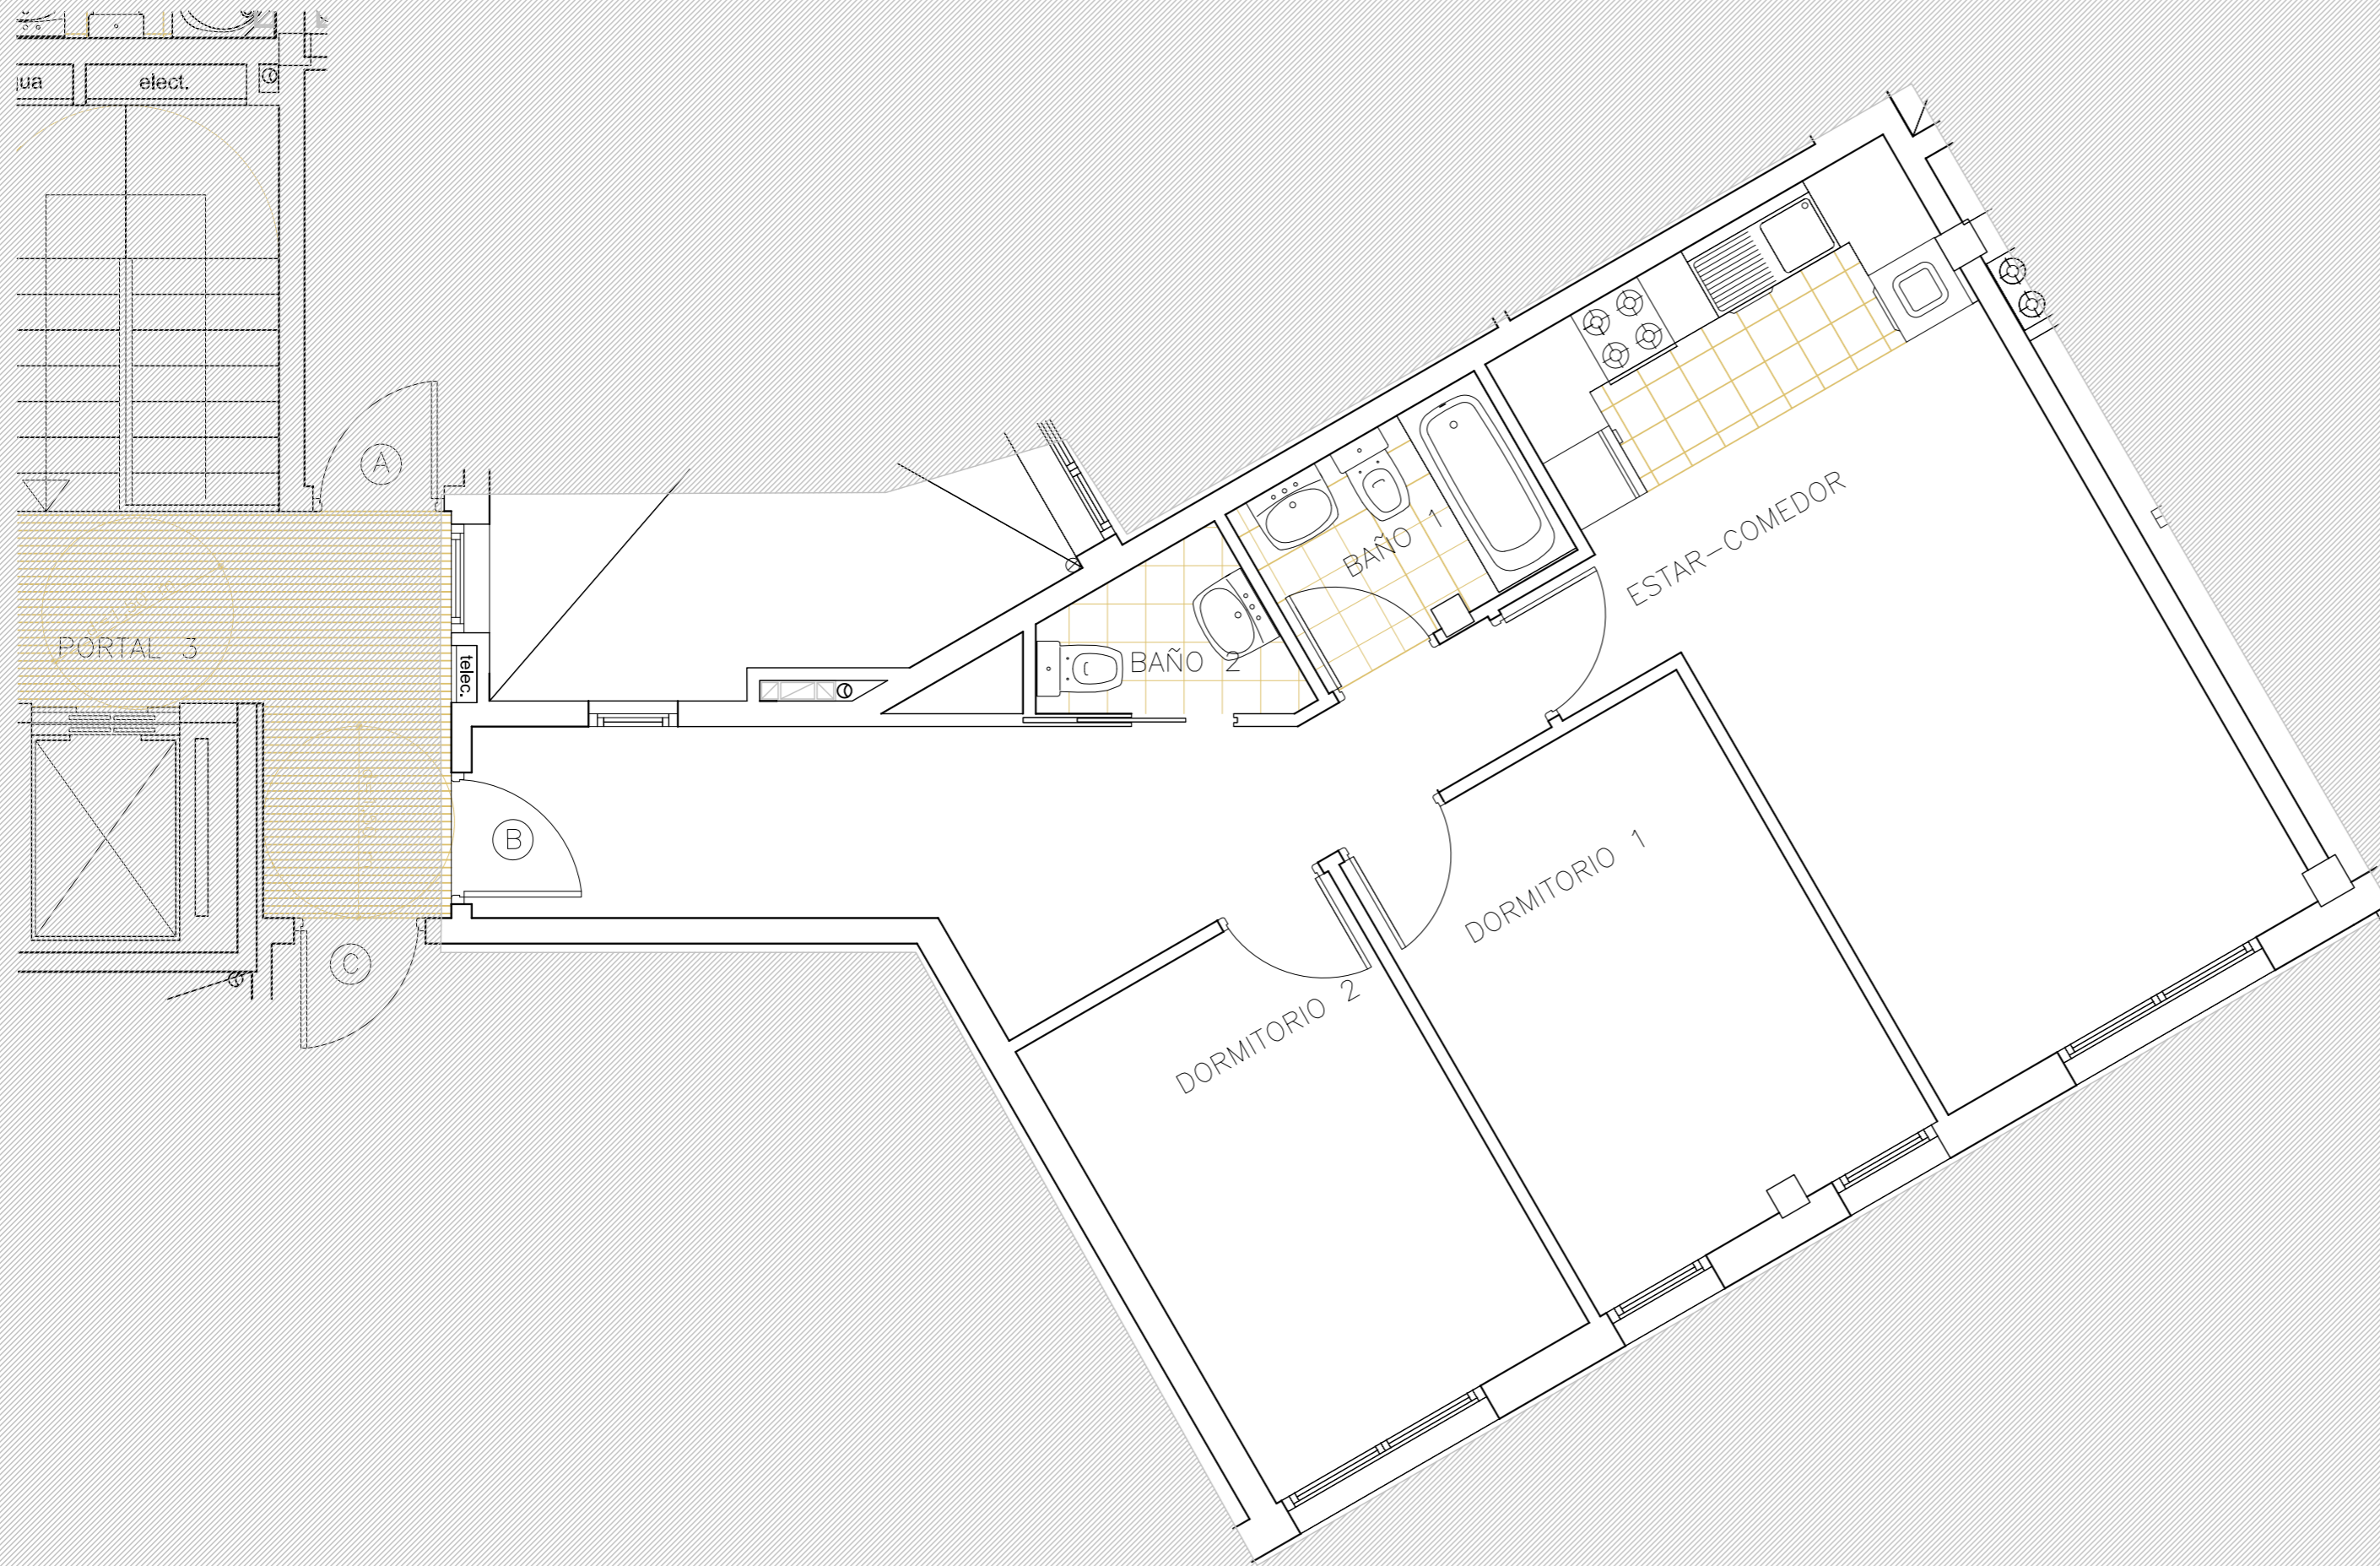 elect.
A
PORTAL 3
telec.
B
C
BAÑO 2
BAÑO 1
ESTAR-COMEDOR
DORMITORIO 1
DORMITORIO 2